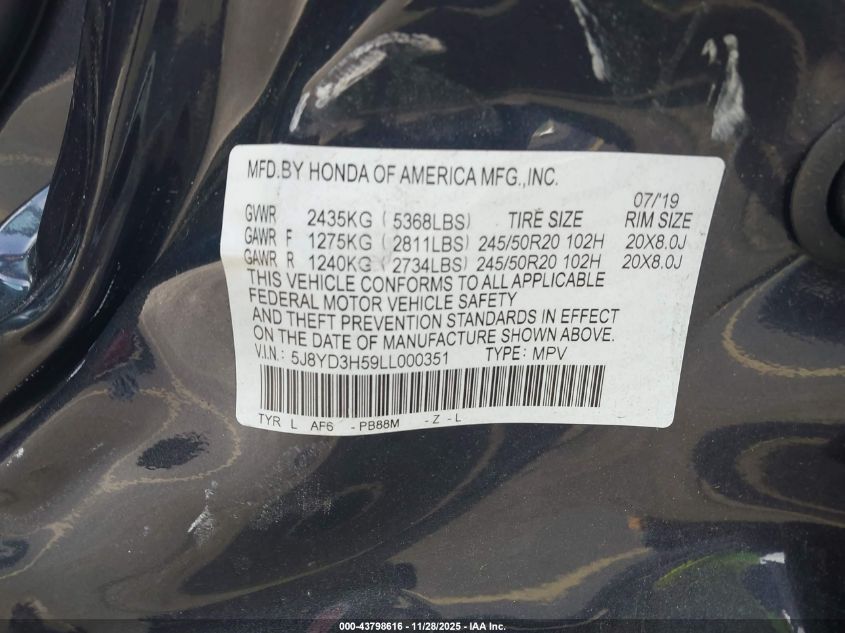 MFD.BY HONDA OF AMERICA MFG.,INC.
07/'19
GVWR 2435KG ( 5368LBS) TIRE SIZE RIM SIZE
GAWR F 1275KG ( 2811LBS) 245/50R20 102H 20X8.0J
GAWR R 1240KG ( 2734LBS) 245/50R20 102H 20X8.0J
THIS VEHICLE CONFORMS TO ALL APPLICABLE
FEDERAL MOTOR VEHICLE SAFETY
AND THEFT PREVENTION STANDARDS IN EFFECT
ON THE DATE OF MANUFACTURE SHOWN ABOVE.
V.I.N.: 5J8YD3H59LL000351 TYPE: MPV
TYR L AF6 -PB88M -Z -L
000-43798616 - 11/28/2025 - IAA Inc.